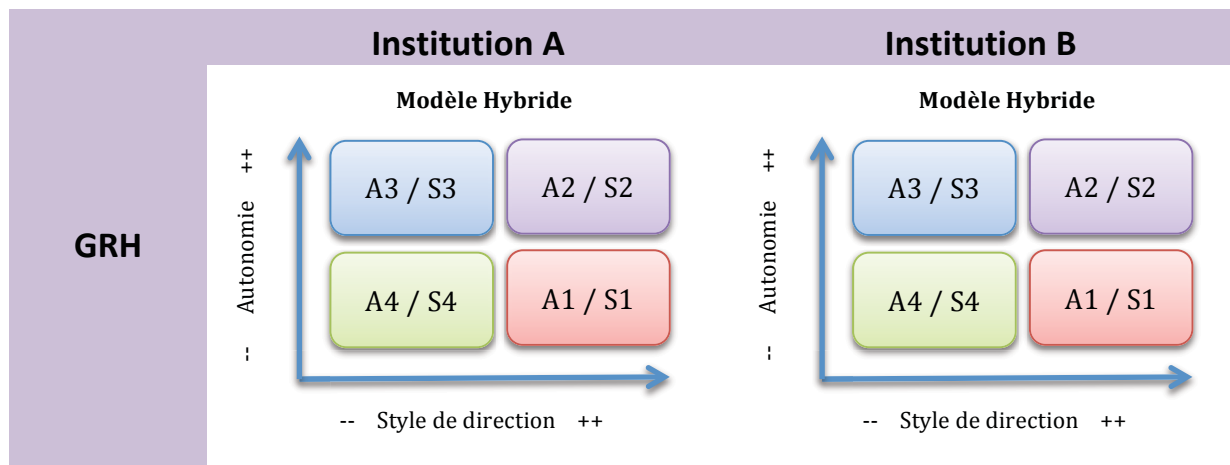 Institution A
Institution B
GRH
Modèle Hybride
Autonomie
++
--
A3 / S3
A2 / S2
A4 / S4
A1 / S1
-- Style de direction ++
Modèle Hybride
Autonomie
++
--
A3 / S3
A2 / S2
A4 / S4
A1 / S1
-- Style de direction ++